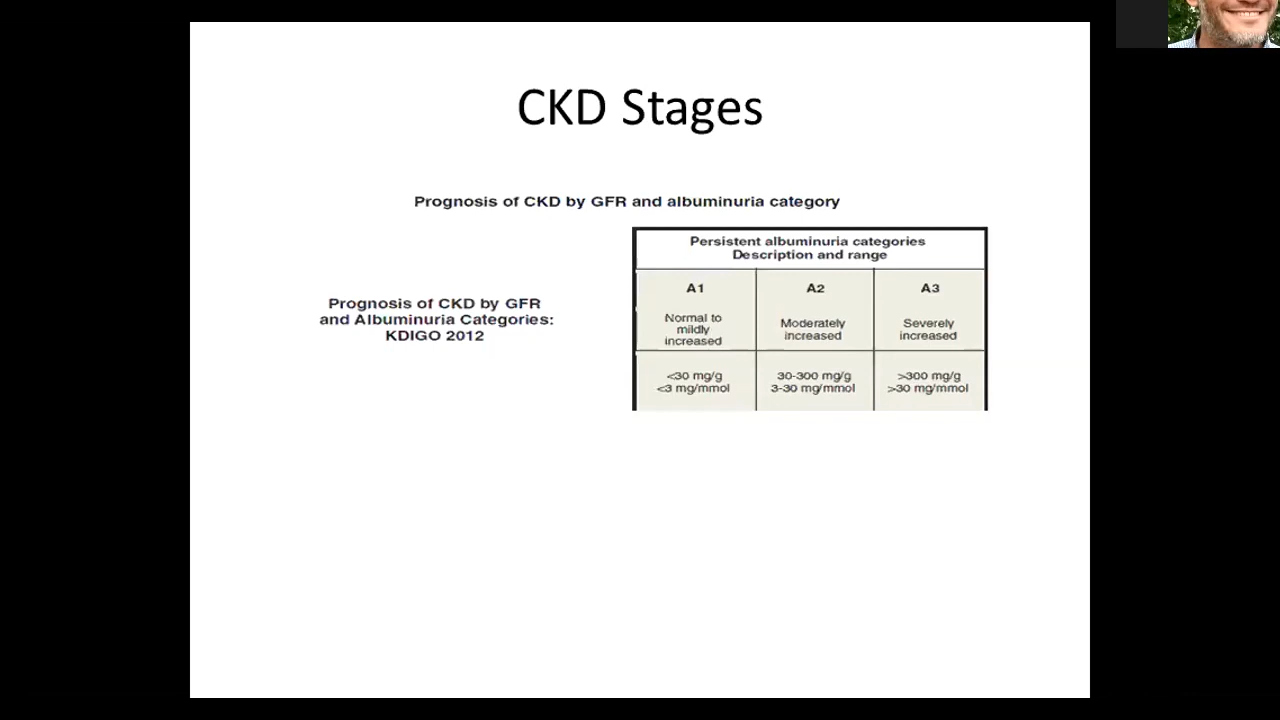 CKD Stages
Prognosis of CKD by GFR and albuminuria category
Prognosis of CKD by GFR
and Albuminuria Categories:
KDIGO 2012
Persistent albuminuria categories
Description and range
A1
A2
A3
Normal to
mildly
increased
Moderately
increased
Severely
increased
<30 mg/g
<3 mg/mmol
30-300 mg/g
3-30 mg/mmol
>300 mg/g
>30 mg/mmol